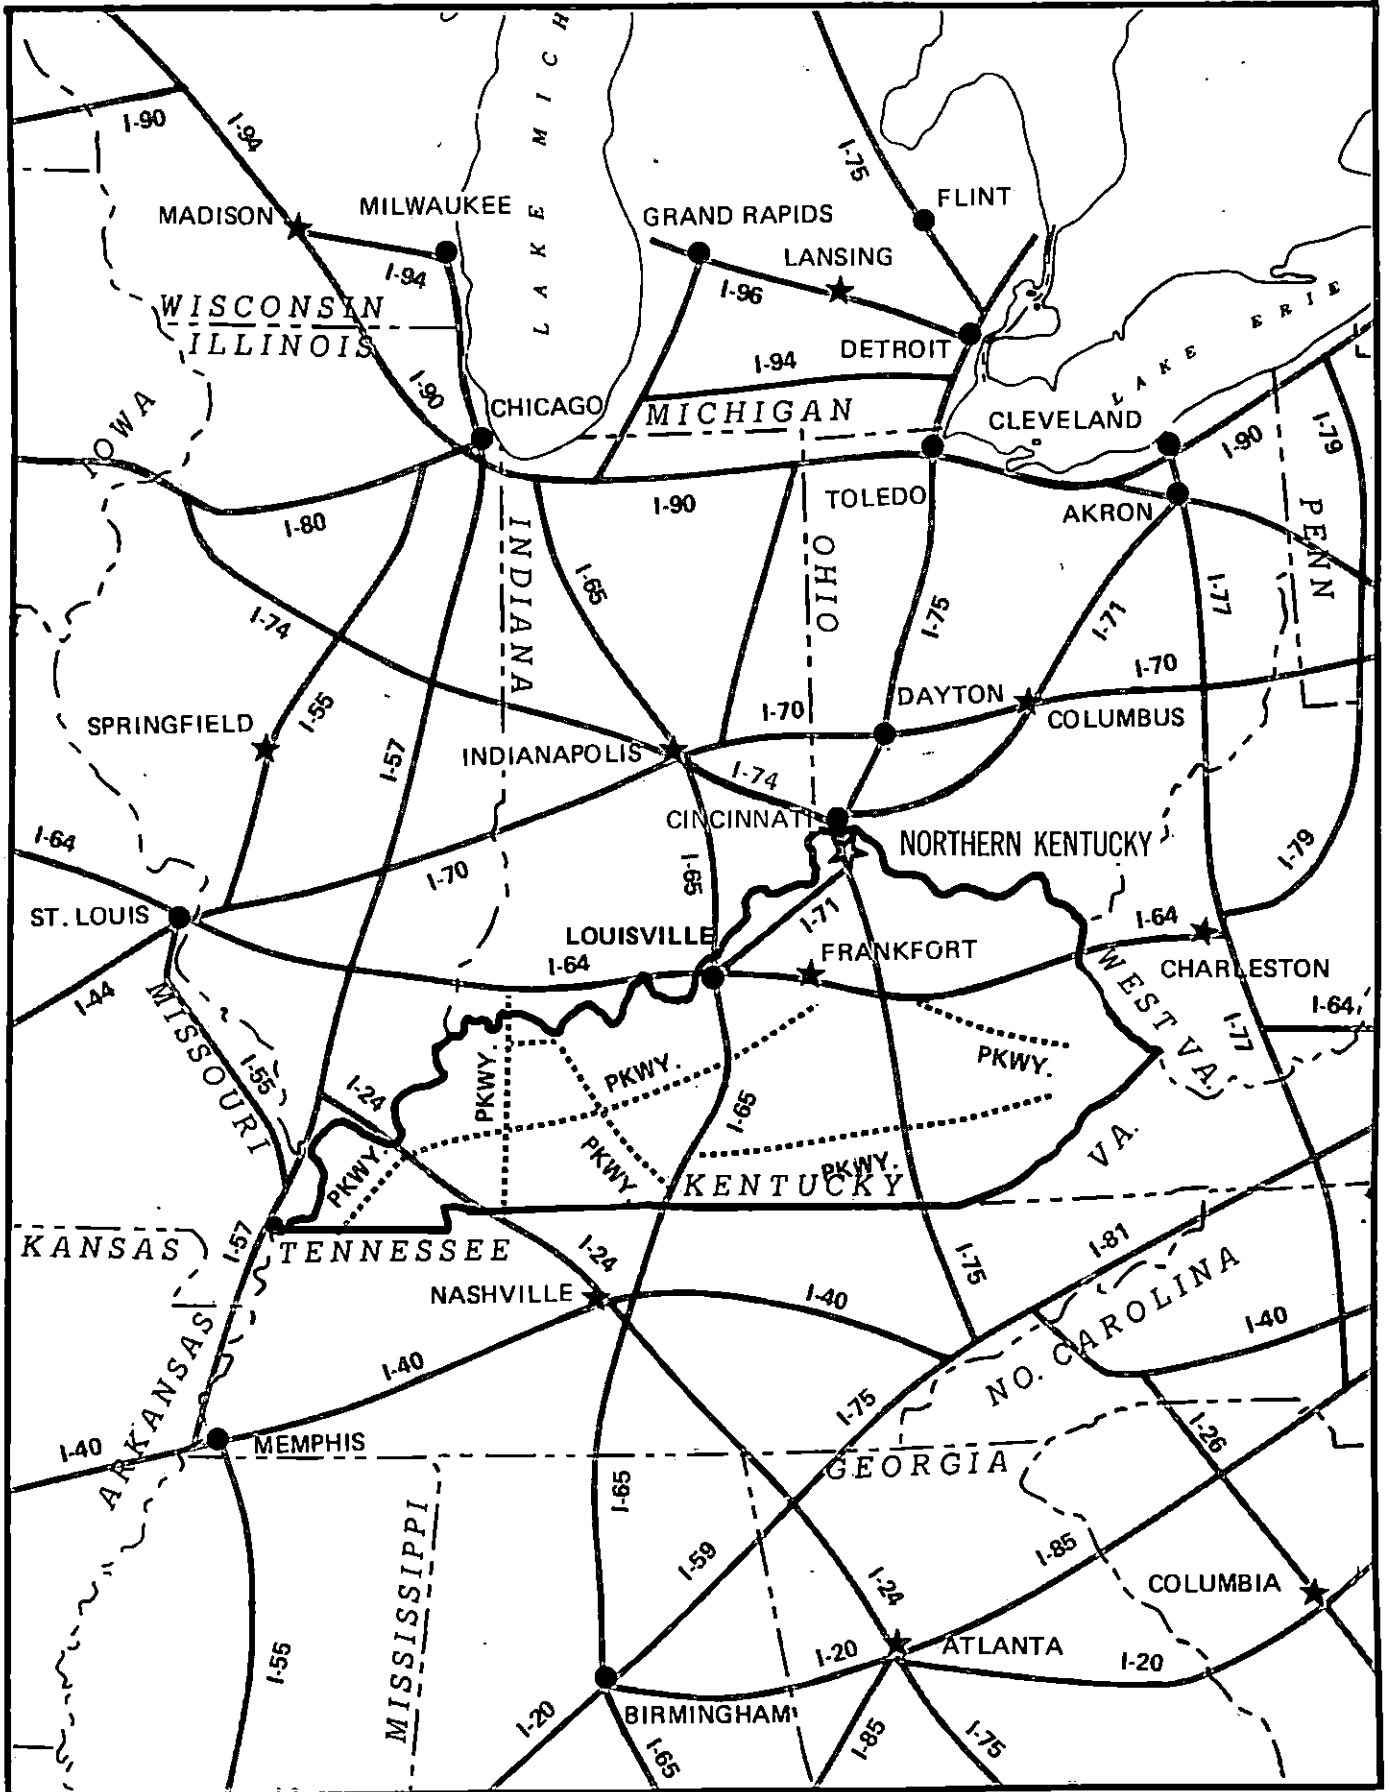 LAKE MICH
I-90
I-94
I-75
FLINT
MADISON
MILWAUKEE
GRAND RAPIDS
LANSING
I-94
I-96
WISCONSIN
ILLINOIS
LAKE ERIE
DETROIT
I-94
I-90
CHICAGO
MICHIGAN
CLEVELAND
I-90
I-79
IOWA
I-80
I-90
TOLEDO
AKRON
PENN
INDIANA
OHIO
I-65
I-74
I-75
I-71
I-77
I-70
SPRINGFIELD
I-55
I-57
INDIANAPOLIS
I-70
DAYTON
COLUMBUS
I-74
CINCINNATI
NORTHERN KENTUCKY
I-64
I-70
I-65
I-79
ST. LOUIS
I-71
LOUISVILLE
FRANKFORT
I-64
I-64
CHARLESTON
I-44
MISSOURI
WEST VA.
I-64
I-77
I-55
I-24
PKWY.
PKWY.
PKWY.
I-65
PKWY.
PKWY.
PKWY.
KENTUCKY
VA.
KANSAS
I-57
TENNESSEE
I-24
I-75
I-81
NASHVILLE
I-40
NO. CAROLINA
I-40
ARKANSAS
I-40
I-75
I-40
MEMPHIS
I-26
GEORGIA
I-65
MISSISSIPPI
I-59
I-24
I-85
COLUMBIA
I-55
I-20
ATLANTA
I-20
I-20
BIRMINGHAM
I-65
I-85
I-75